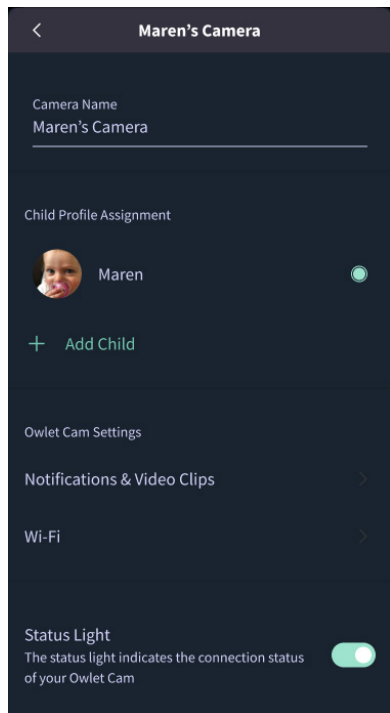 Maren’s Camera
Camera Name
Maren’s Camera
Child Profile Assignment
Maren
+ Add Child
Owlet Cam Settings
Notifications & Video Clips
Wi-Fi
Status Light
The status light indicates the connection status
of your Owlet Cam